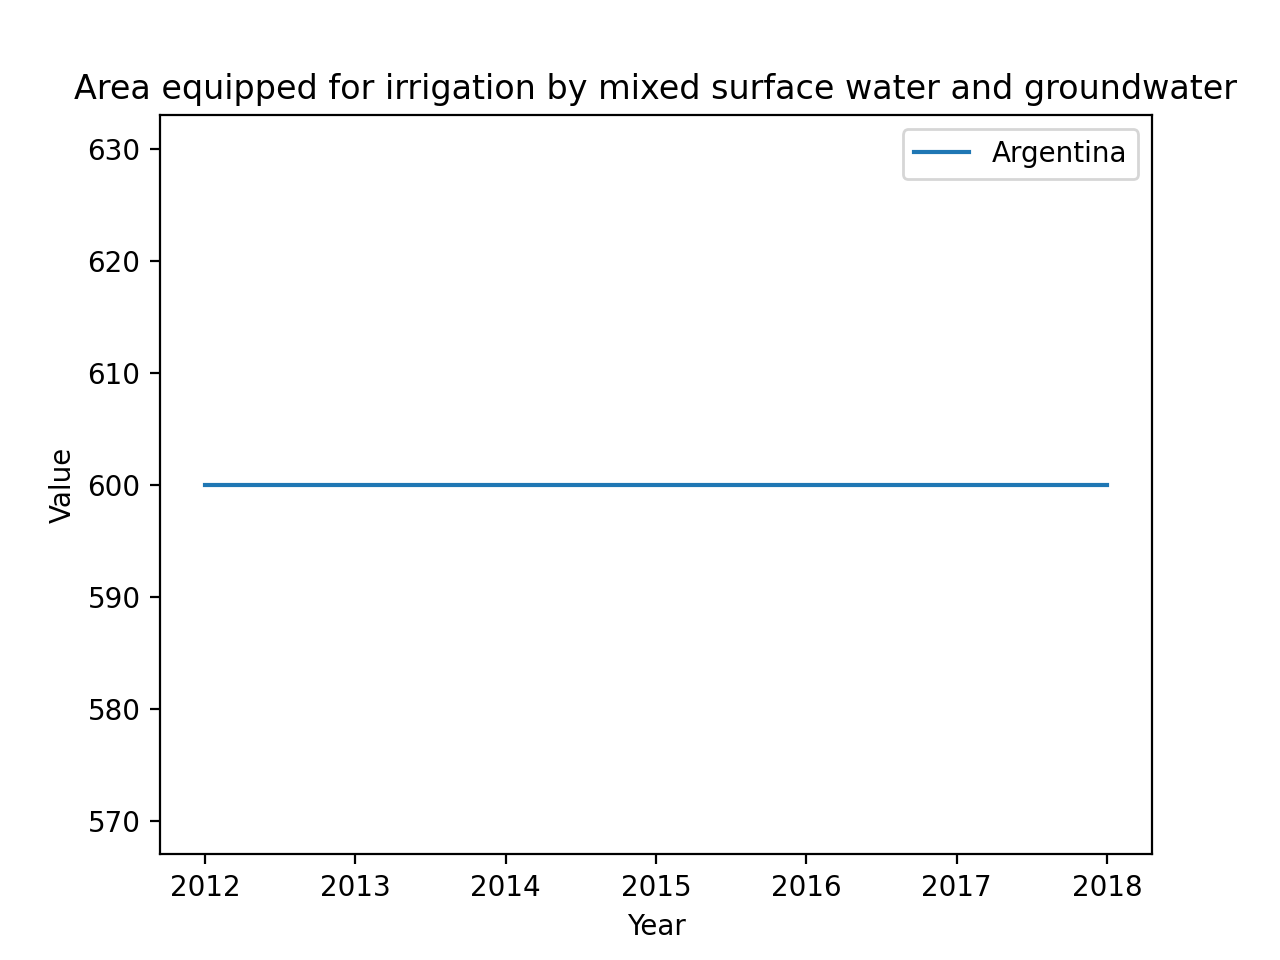 Area equipped for irrigation by mixed surface water and groundwater
Argentina
630
620
610
600
590
580
570
Value
2012 2013 2014 2015 2016 2017 2018
Year